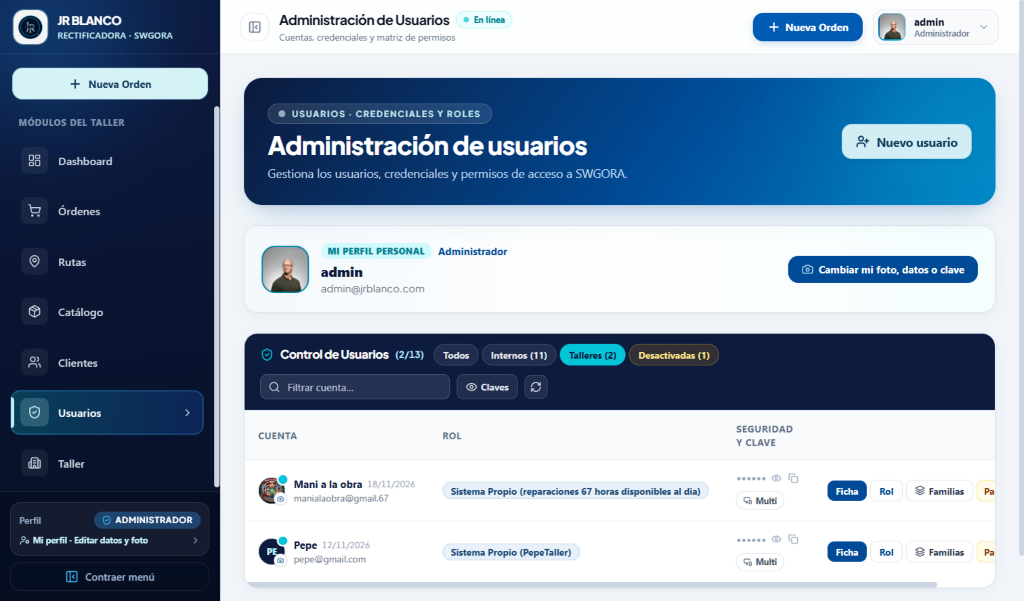 JR BLANCO
RECTIFICADORA · SWGORA
+ Nueva Orden
MÓDULOS DEL TALLER
Dashboard
Órdenes
Rutas
Catálogo
Clientes
Usuarios
Taller
Perfil
ADMINISTRADOR
Mi perfil · Editar datos y foto
Contraer menú
Administración de Usuarios
En línea
Cuentas, credenciales y matriz de permisos
+ Nueva Orden
admin
Administrador
USUARIOS · CREDENCIALES Y ROLES
Administración de usuarios
Gestiona los usuarios, credenciales y permisos de acceso a SWGORA.
Nuevo usuario
MI PERFIL PERSONAL
Administrador
admin
admin@jrblanco.com
Cambiar mi foto, datos o clave
Control de Usuarios (2/13)
Todos
Internos (11)
Talleres (2)
Desactivadas (1)
Filtrar cuenta...
Claves
CUENTA
ROL
SEGURIDAD
Y CLAVE
Mani a la obra 18/11/2026
manialaobra@gmail.67
Sistema Propio (reparaciones 67 horas disponibles al dia)
••••••
Multi
Ficha
Rol
Familias
Pa
PE
Pepe 12/11/2026
pepe@gmail.com
Sistema Propio (PepeTaller)
••••••
Multi
Ficha
Rol
Familias
Pa